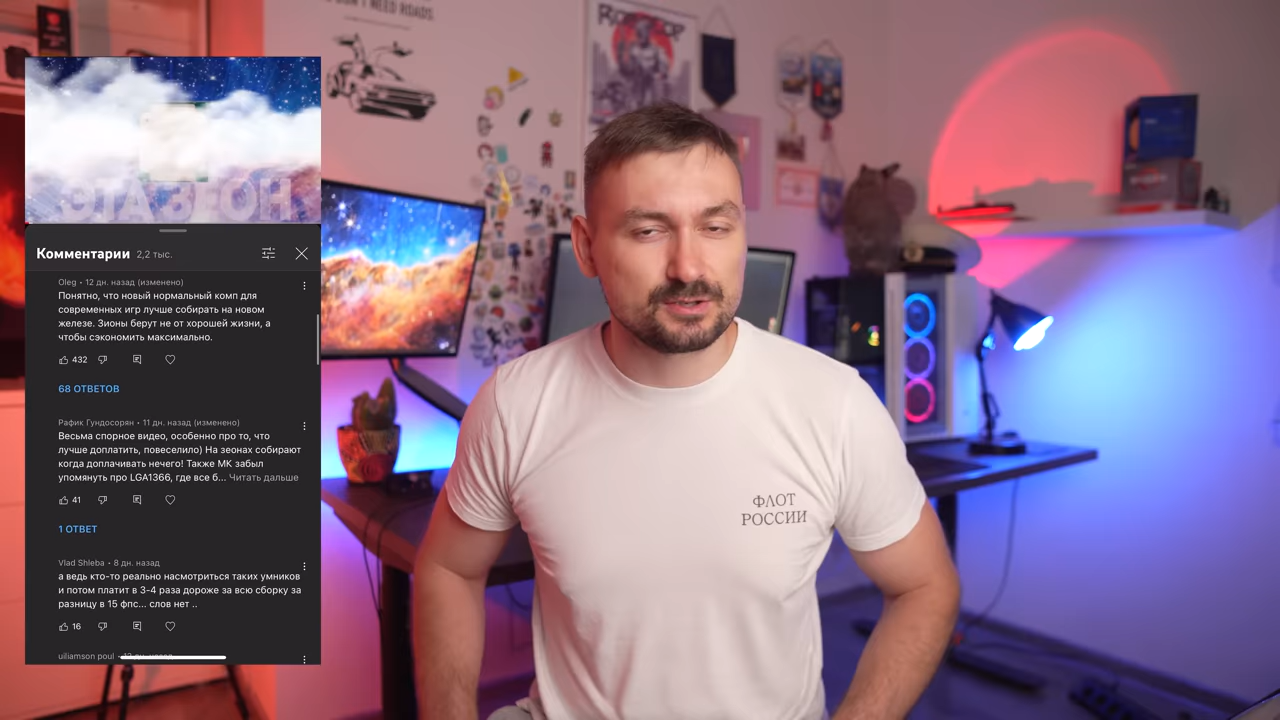 ЭТА ЗЕОН
Комментарии 2,2 тыс.
Oleg • 12 дн. назад (изменено)
Понятно, что новый нормальный комп для
современных игр лучше собирать на новом
железе. Зионы берут не от хорошей жизни, а
чтобы сэкономить максимально.
432
68 ОТВЕТОВ
Рафик Гундосорян • 11 дн. назад (изменено)
Весьма спорное видео, особенно про то, что
лучше доплатить, повеселило) На зеонах собирают
когда доплачивать нечего! Также МК забыл
упомянуть про LGA1366, где все б... Читать дальше
41
1 ОТВЕТ
Vlad Shleba • 8 дн. назад
а ведь кто-то реально насмотриться таких умников
и потом платит в 3-4 раза дороже за всю сборку за
разницу в 15 фпс... слов нет ..
16
poul
NEED ROADS
ФЛОТ
РОССИИ